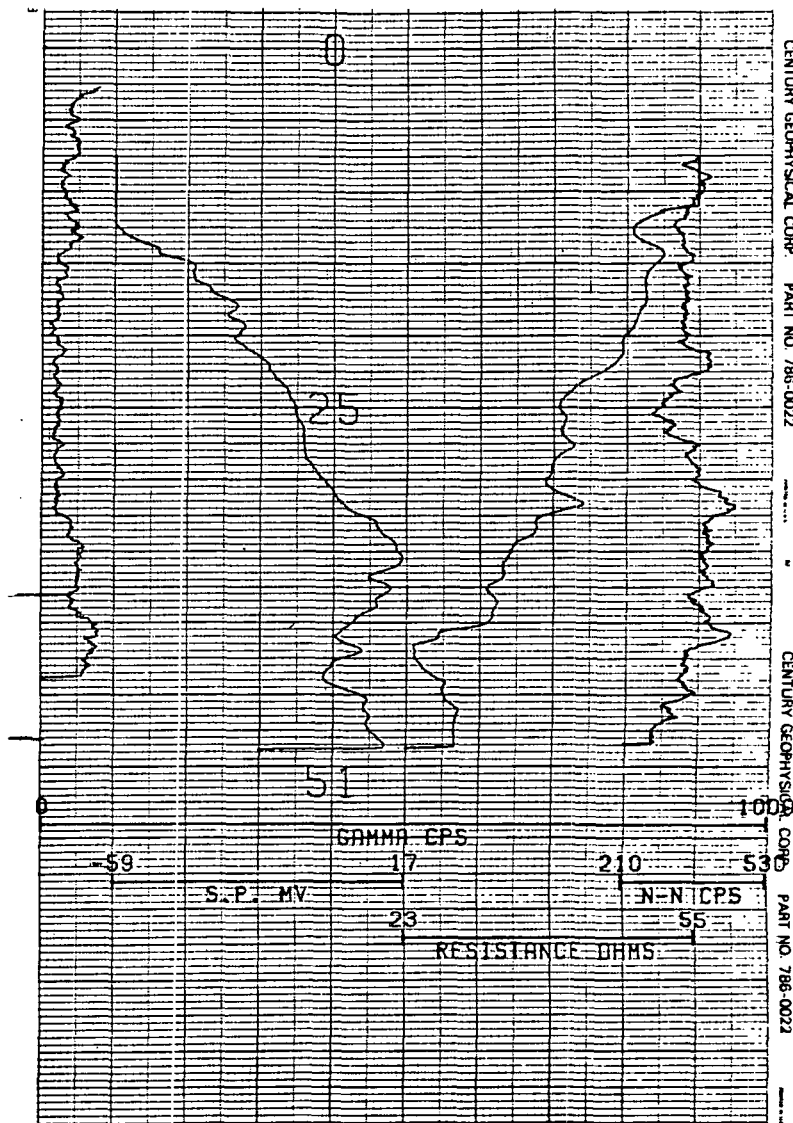 0
25
51
0 1000
GAMMA CPS
-59 17 210 530
S.P. MV N-N CPS
23 55
RESISTANCE OHMS
CENTURY GEOPHYSICAL CORP. PART NO. 786-0022
CENTURY GEOPHYSICAL CORP. PART NO. 786-0022